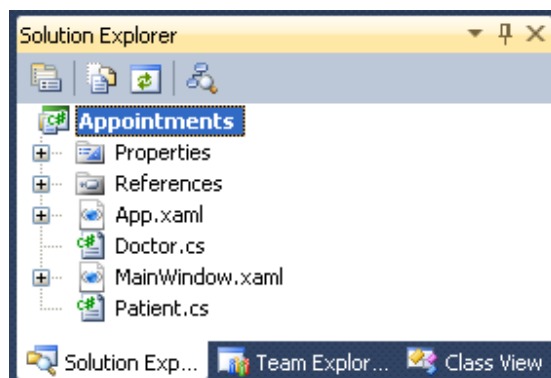 Solution Explorer
Appointments
Properties
References
App.xaml
Doctor.cs
MainWindow.xaml
Patient.cs
Solution Exp... Team Explor... Class View